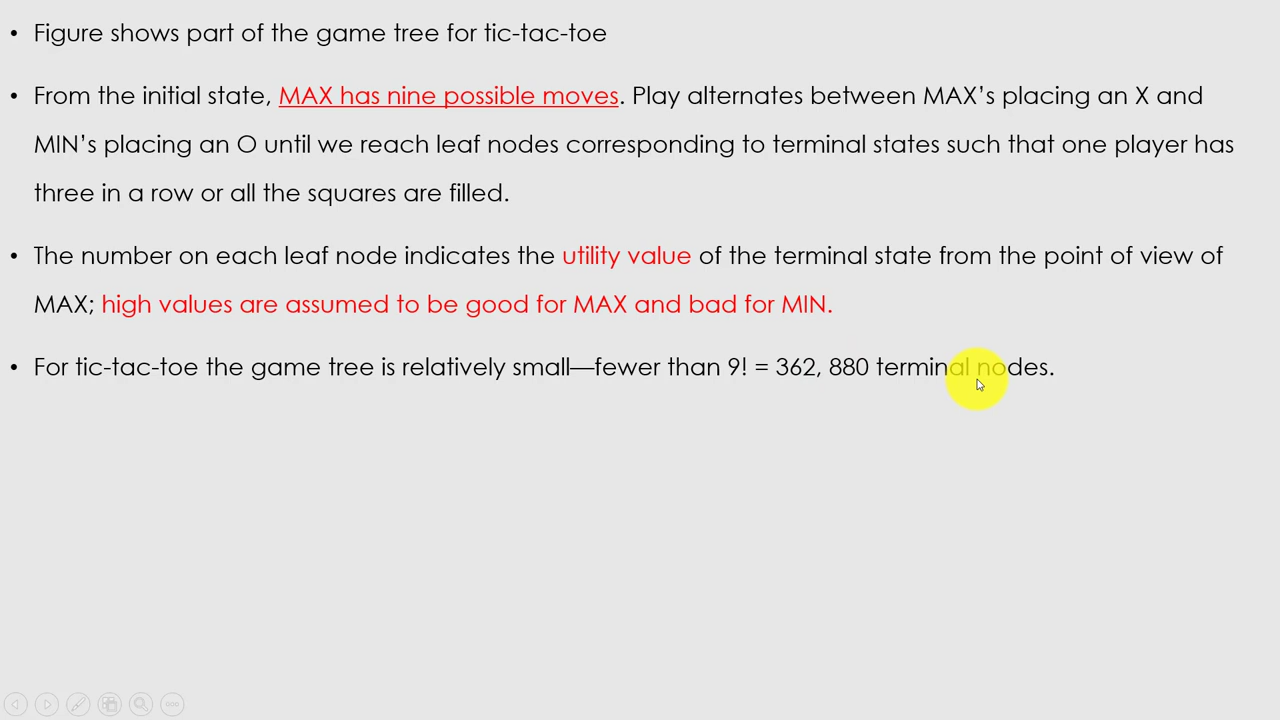 • Figure shows part of the game tree for tic-tac-toe
• From the initial state, MAX has nine possible moves. Play alternates between MAX’s placing an X and
MIN’s placing an O until we reach leaf nodes corresponding to terminal states such that one player has
three in a row or all the squares are filled.
• The number on each leaf node indicates the utility value of the terminal state from the point of view of
MAX; high values are assumed to be good for MAX and bad for MIN.
• For tic-tac-toe the game tree is relatively small—fewer than 9! = 362, 880 terminal nodes.